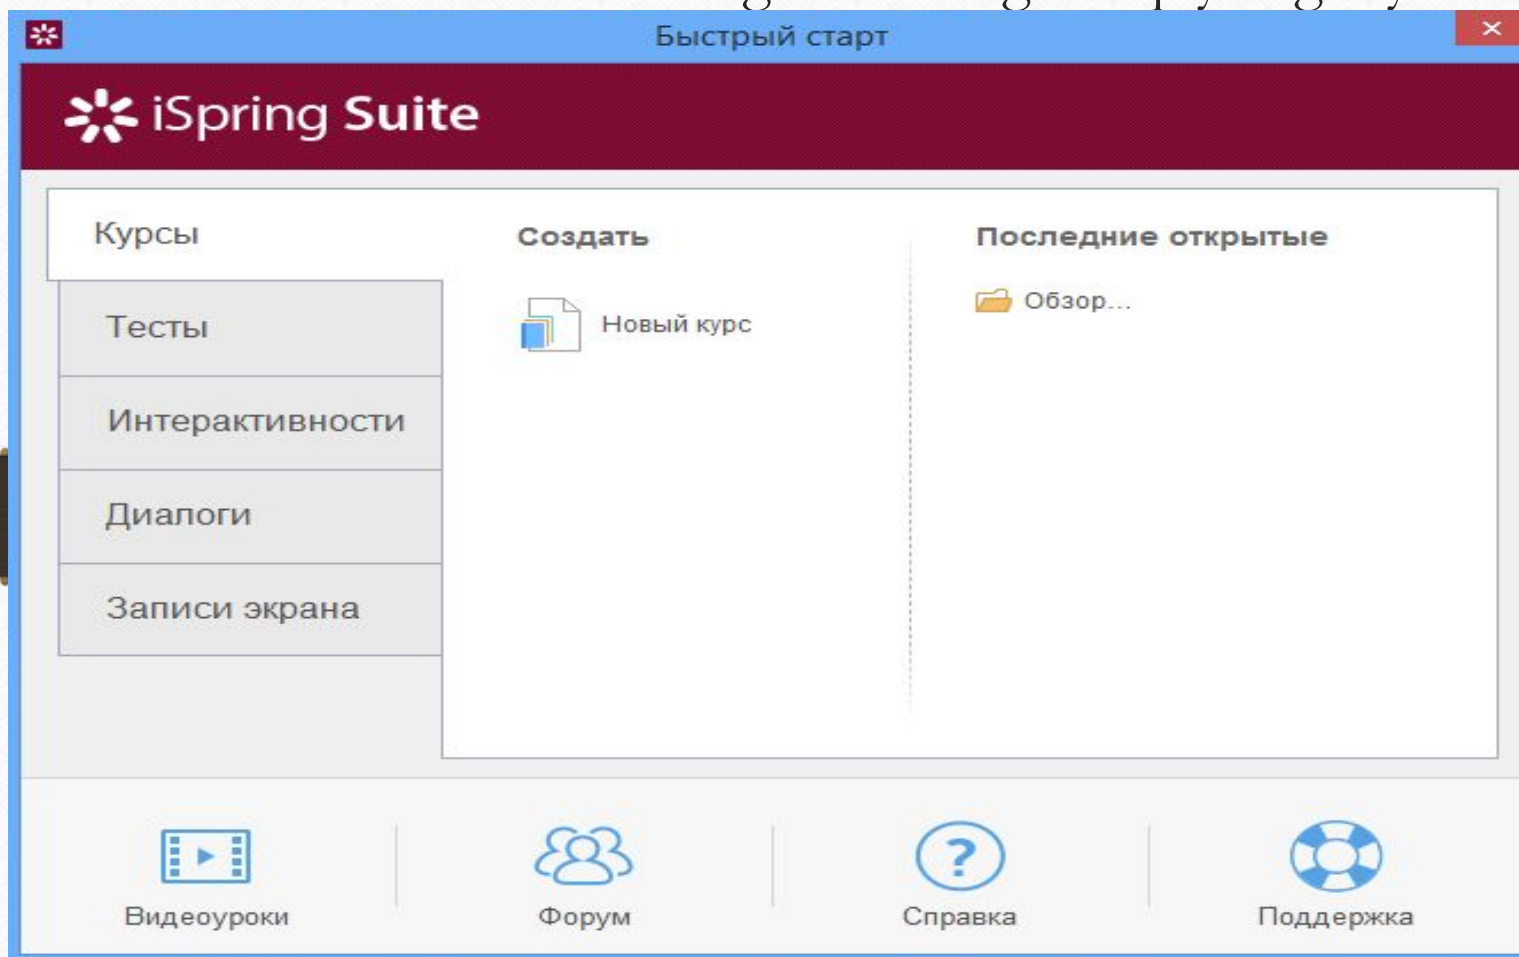 Быстрый старт
iSpring Suite
Курсы
Тесты
Интерактивности
Диалоги
Записи экрана
Создать
Новый курс
Последние открытые
Обзор...
Видеоуроки
Форум
Справка
Поддержка